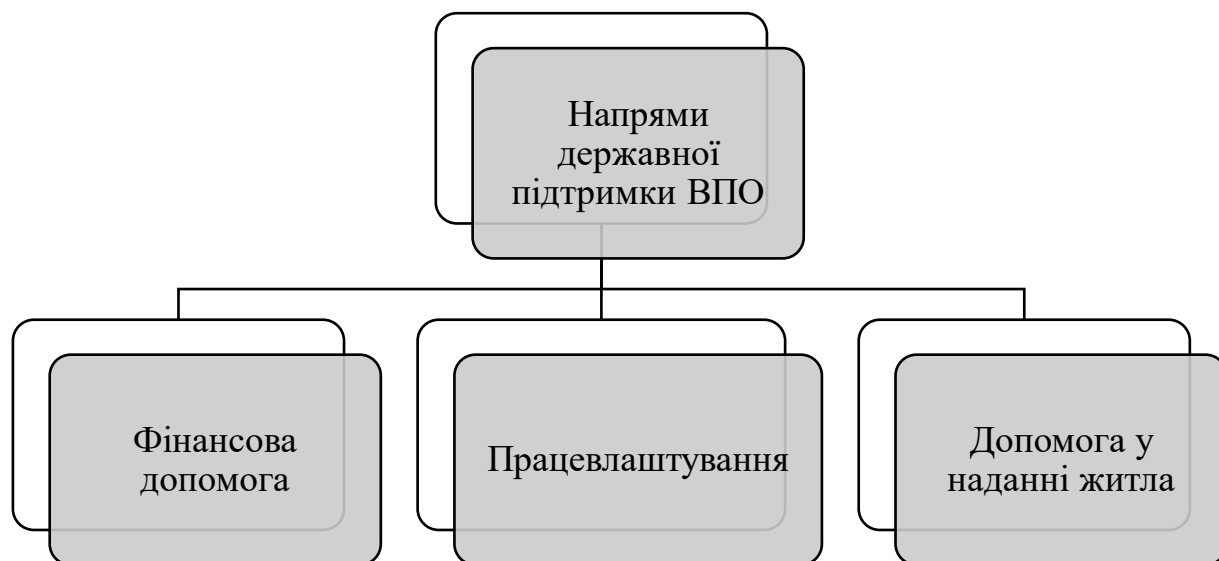 Напрями
державної
підтримки ВПО
Фінансова
допомога
Працевлаштування
Допомога у
наданні житла